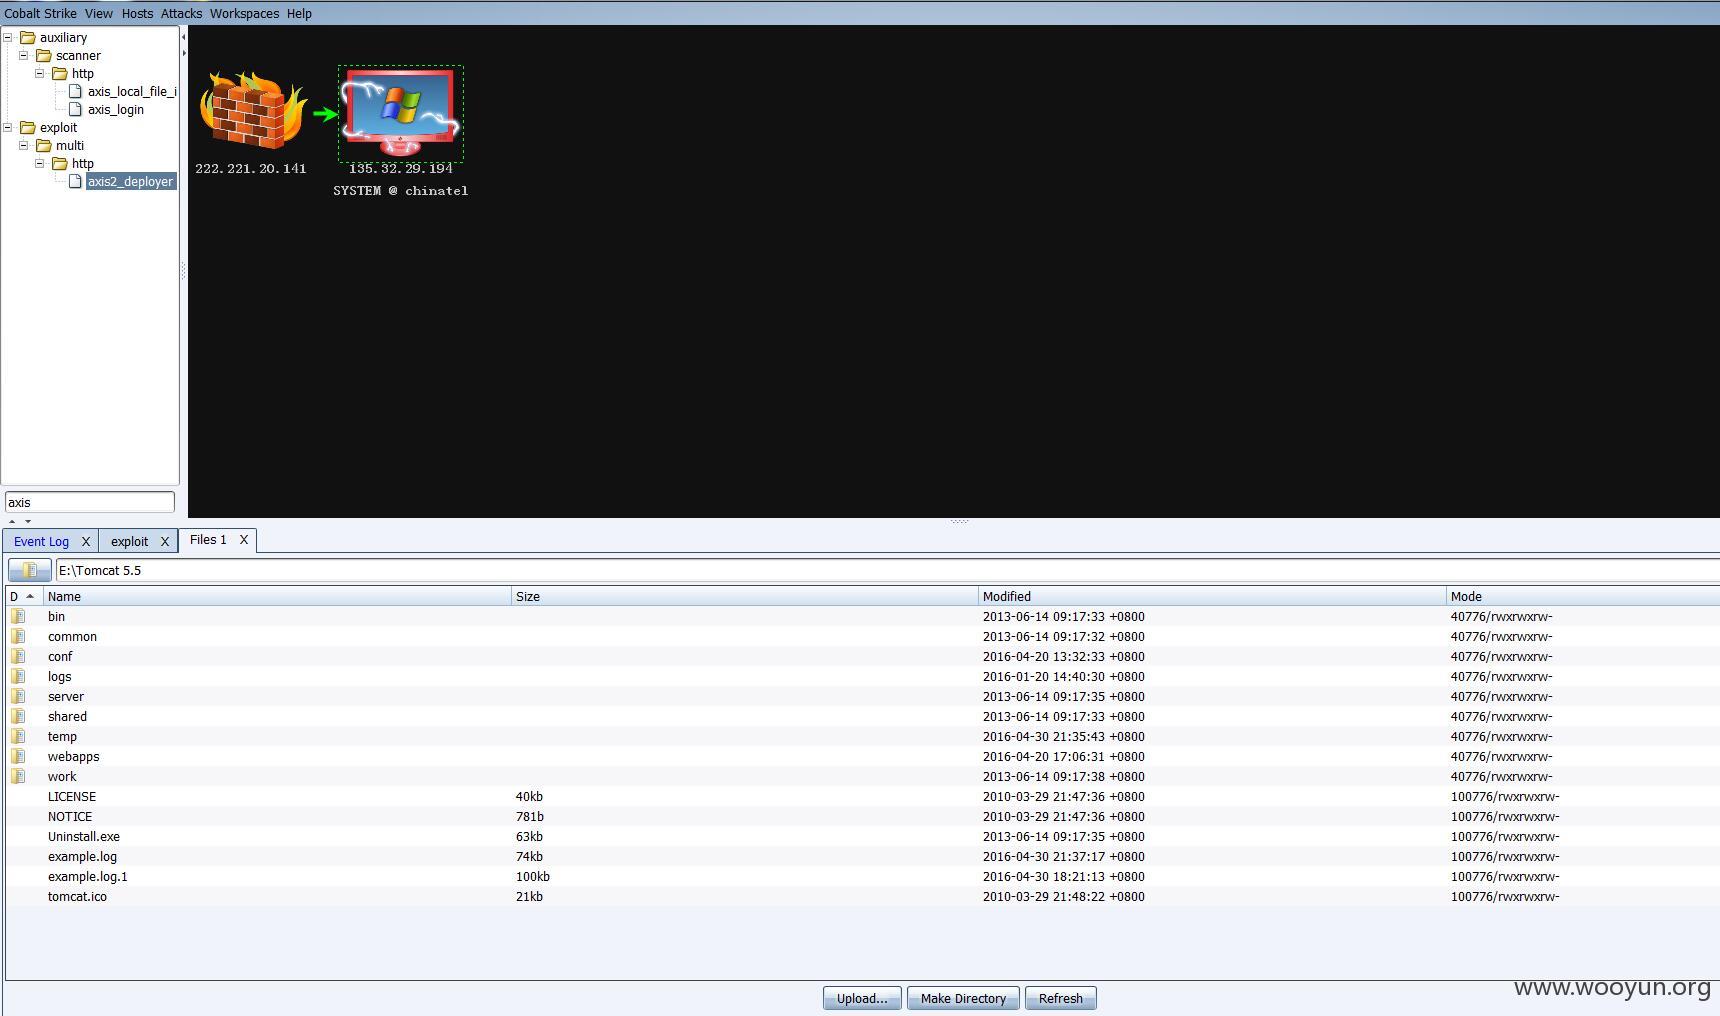 Cobalt Strike View Hosts Attacks Workspaces Help
auxiliary
scanner
http
axis_local_file_i
axis_login
exploit
multi
http
axis2_deployer
222.221.20.141
135.32.29.194
SYSTEM @ chinatel
axis
Event Log X exploit X Files 1 X
E:\Tomcat 5.5
D Name Size Modified Mode
bin 2013-06-14 09:17:33 +0800 40776/rwxrwxrw-
common 2013-06-14 09:17:32 +0800 40776/rwxrwxrw-
conf 2016-04-20 13:32:33 +0800 40776/rwxrwxrw-
logs 2016-01-20 14:40:30 +0800 40776/rwxrwxrw-
server 2013-06-14 09:17:35 +0800 40776/rwxrwxrw-
shared 2013-06-14 09:17:33 +0800 40776/rwxrwxrw-
temp 2016-04-30 21:35:43 +0800 40776/rwxrwxrw-
webapps 2016-04-20 17:06:31 +0800 40776/rwxrwxrw-
work 2013-06-14 09:17:38 +0800 40776/rwxrwxrw-
LICENSE 40kb 2010-03-29 21:47:36 +0800 100776/rwxrwxrw-
NOTICE 781b 2010-03-29 21:47:36 +0800 100776/rwxrwxrw-
Uninstall.exe 63kb 2013-06-14 09:17:35 +0800 100776/rwxrwxrw-
example.log 74kb 2016-04-30 21:37:17 +0800 100776/rwxrwxrw-
example.log.1 100kb 2016-04-30 18:21:13 +0800 100776/rwxrwxrw-
tomcat.ico 21kb 2010-03-29 21:48:22 +0800 100776/rwxrwxrw-
Upload... Make Directory Refresh
www.wooyun.org